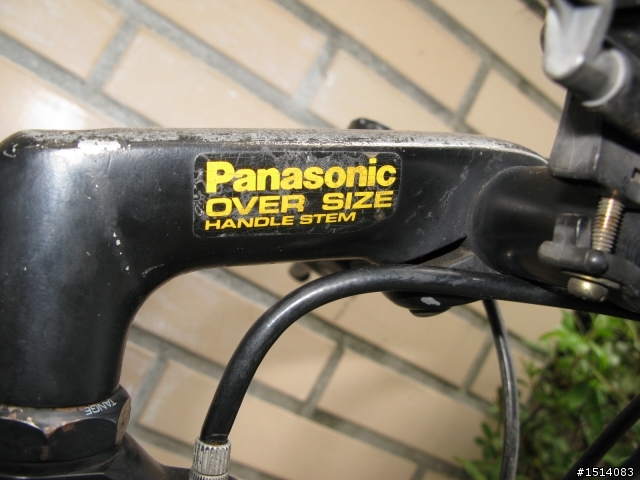 Panasonic
OVER SIZE
HANDLE STEM
TANGE
#1514083